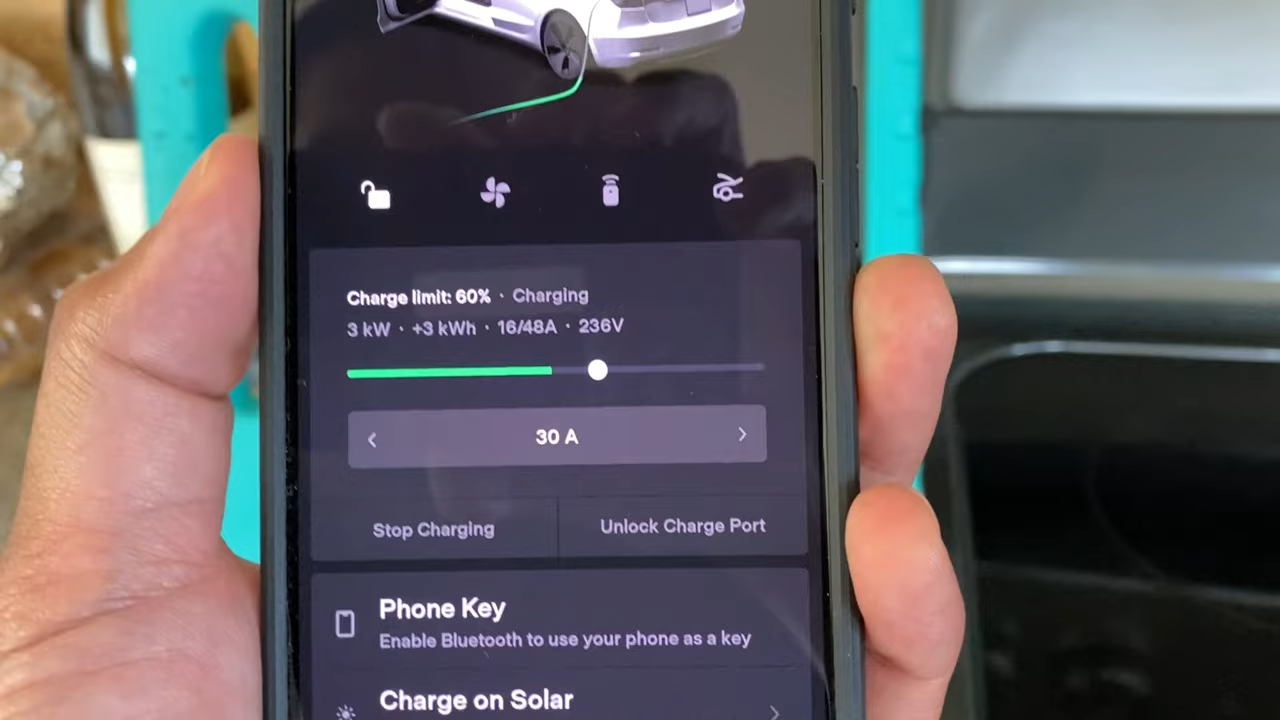 Charge limit: 60% · Charging
3 kW · +3 kWh · 16/48A · 236V
30 A
Stop Charging
Unlock Charge Port
Phone Key
Enable Bluetooth to use your phone as a key
Charge on Solar